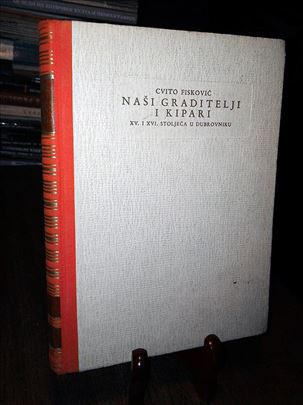 CVITO FISKOVIĆ
NAŠI GRADITELJI
I KIPARI
XV. I XVI. STOLJEĆA U DUBROVNIKU